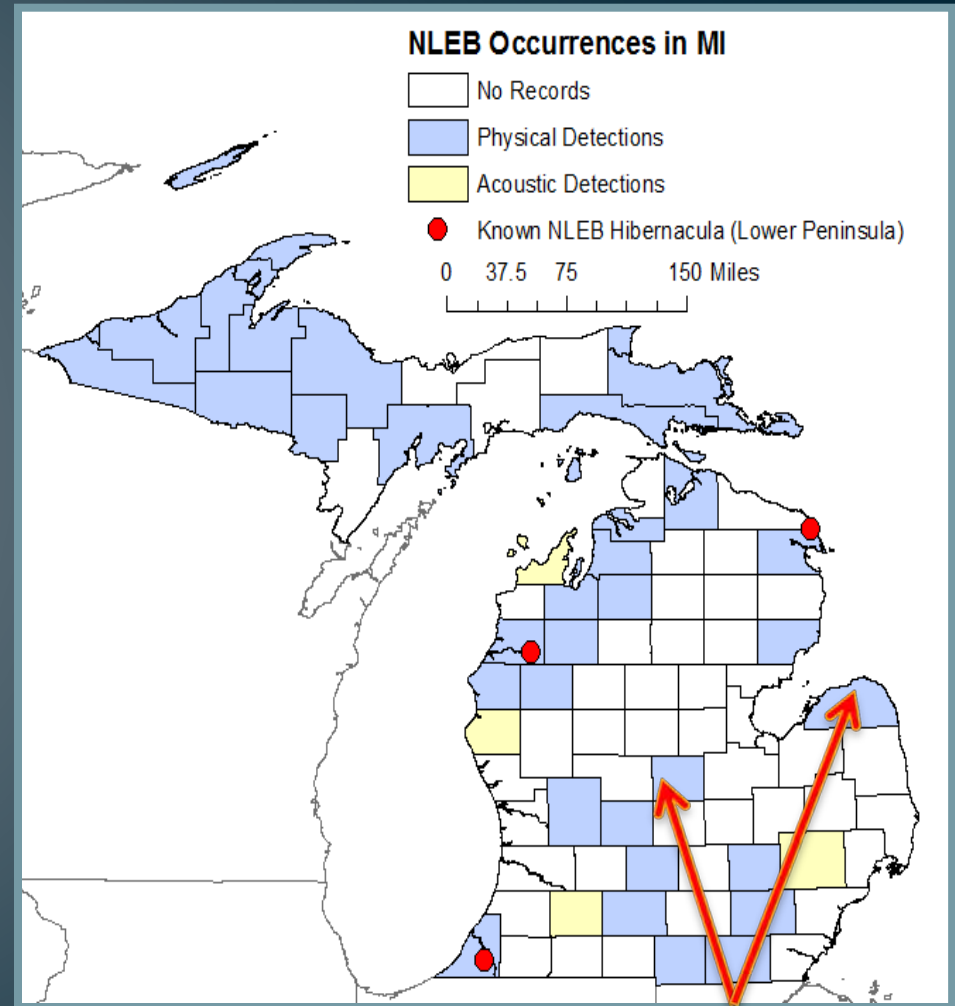 NLEB Occurrences in MI
No Records
Physical Detections
Acoustic Detections
Known NLEB Hibernacula (Lower Peninsula)
0 37.5 75 150 Miles